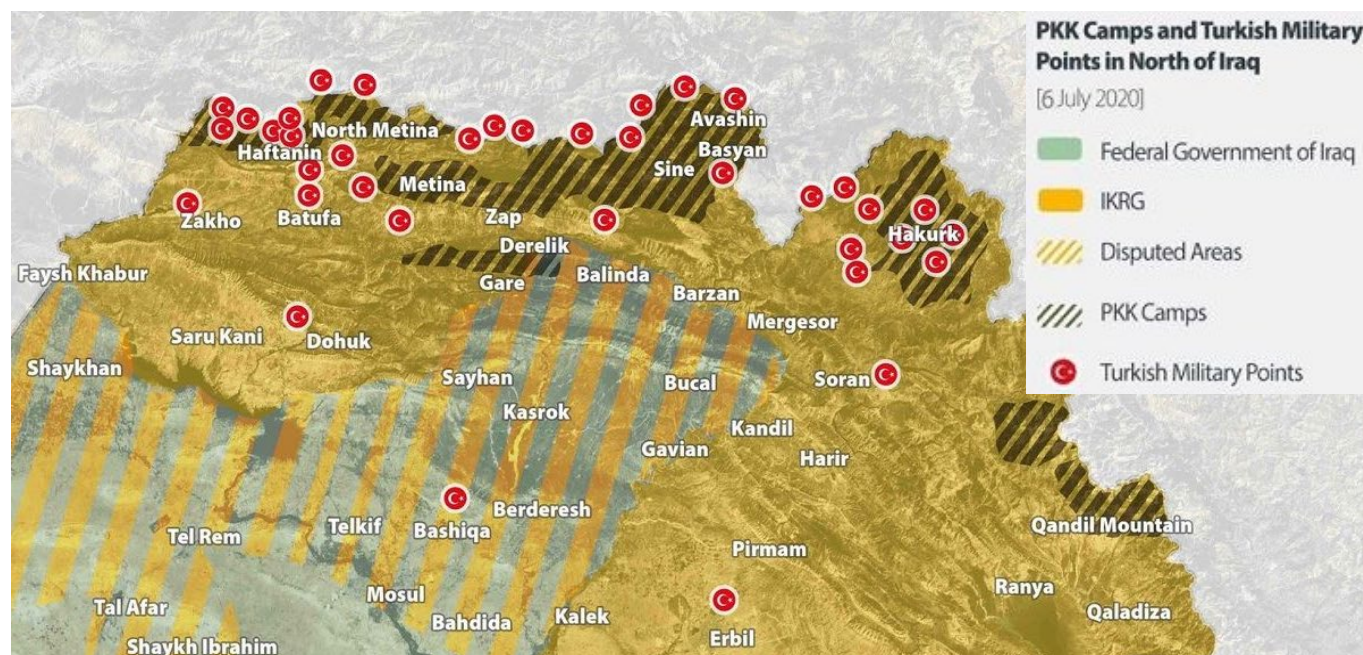 PKK Camps and Turkish Military
Points in North of Iraq
[6 July 2020]
Federal Government of Iraq
IKRG
Disputed Areas
PKK Camps
Turkish Military Points
Avashin
North Metina
Haftanin
Basyan
Sine
Metina
Zakho
Batufa
Zap
Hakurk
Derelik
Faysh Khabur
Gare
Balinda
Barzan
Mergesor
Saru Kani
Dohuk
Shaykhan
Sayhan
Bucal
Soran
Kasrok
Kandil
Gavian
Harir
Berderesh
Telkif
Bashiqa
Tel Rem
Qandil Mountain
Pirmam
Mosul
Ranya
Tal Afar
Bahdida
Kalek
Qaladiza
Erbil
Shaykh Ibrahim